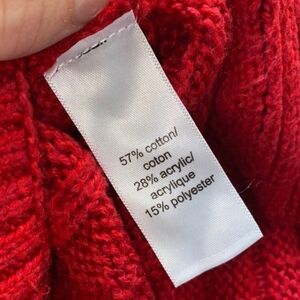 57% cotton/
coton
28% acrylic/
acrylique
15% polyester